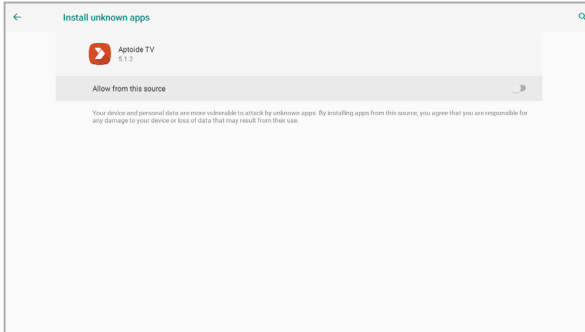 Install unknown apps
Aptoide TV
5.1.2
Allow from this source
Your device and personal data are more vulnerable to attack by unknown apps. By installing apps from this source, you agree that you are responsible for
any damage to your device or loss of data that may result from their use.